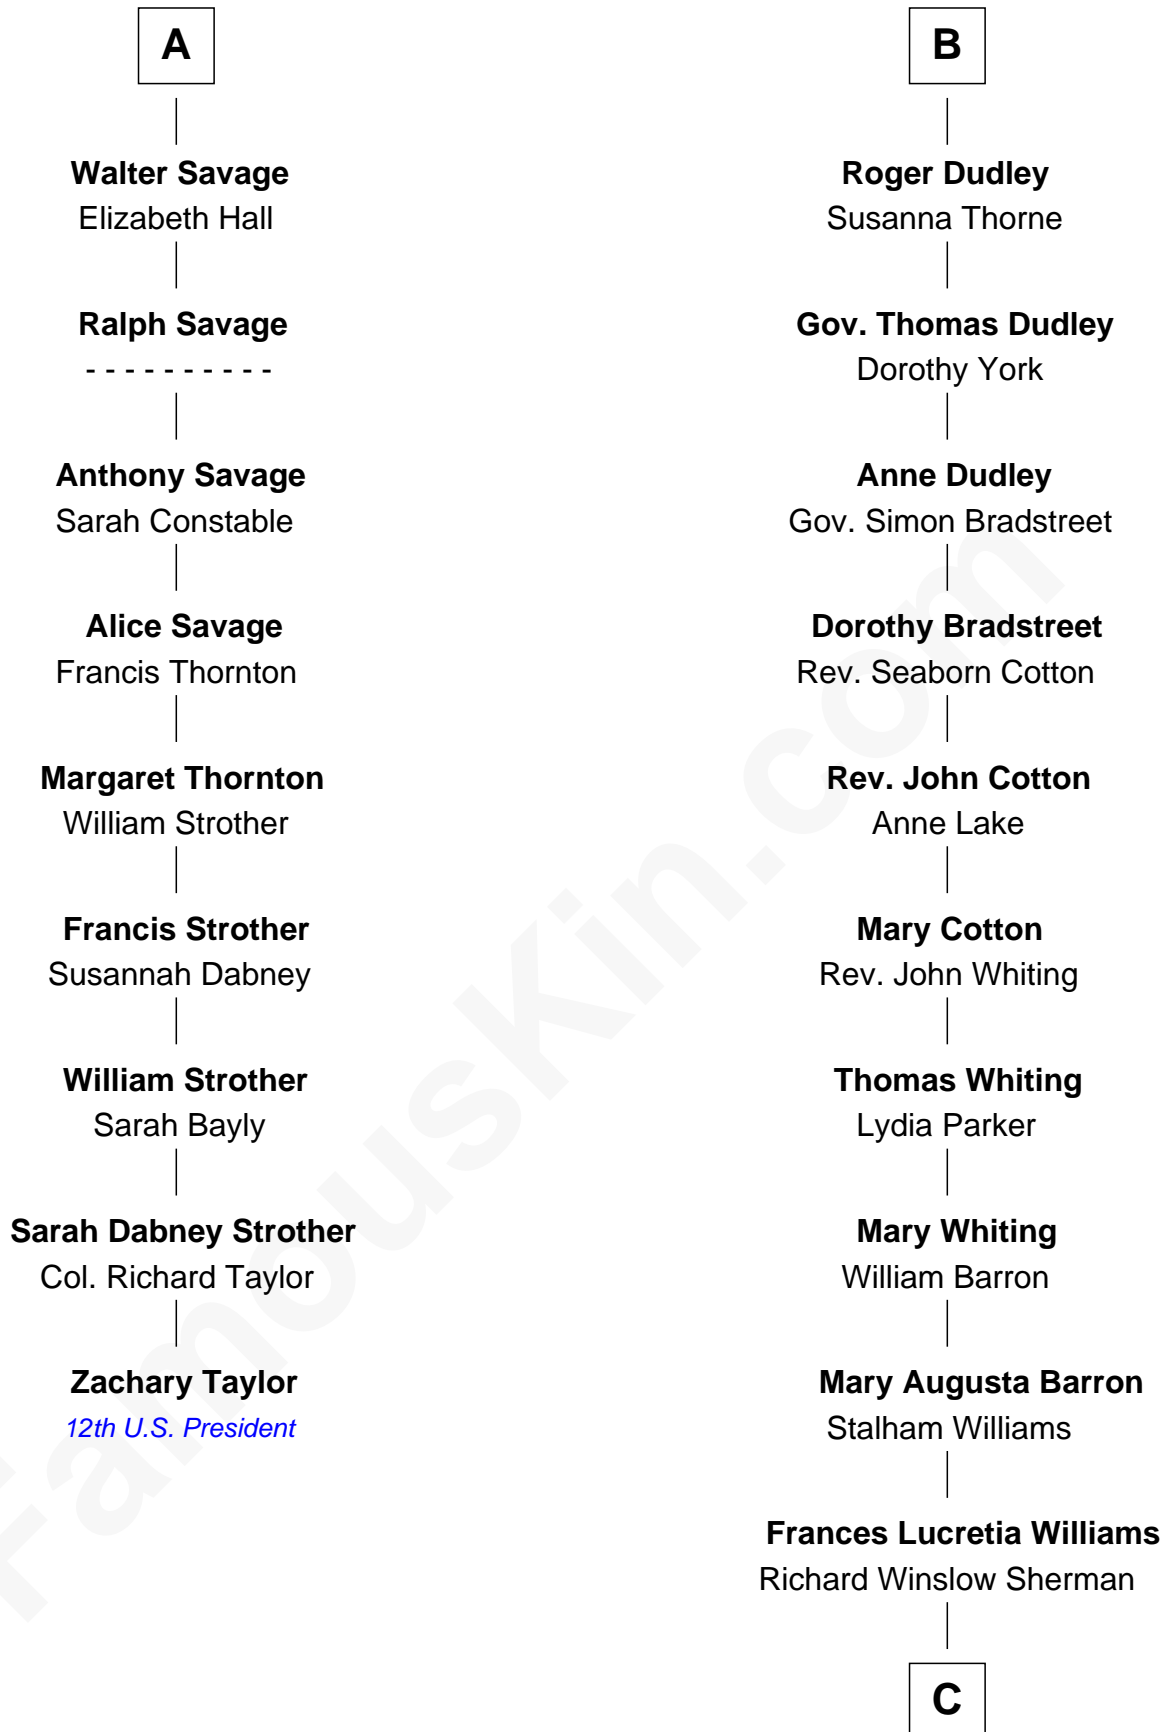 A
Walter Savage
Elizabeth Hall
Ralph Savage
- - - - - - - - - -
Anthony Savage
Sarah Constable
Alice Savage
Francis Thornton
Margaret Thornton
William Strother
Francis Strother
Susannah Dabney
William Strother
Sarah Bayly
Sarah Dabney Strother
Col. Richard Taylor
Zachary Taylor
12th U.S. President
B
Roger Dudley
Susanna Thorne
Gov. Thomas Dudley
Dorothy York
Anne Dudley
Gov. Simon Bradstreet
Dorothy Bradstreet
Rev. Seaborn Cotton
Rev. John Cotton
Anne Lake
Mary Cotton
Rev. John Whiting
Thomas Whiting
Lydia Parker
Mary Whiting
William Barron
Mary Augusta Barron
Stalham Williams
Frances Lucretia Williams
Richard Winslow Sherman
C
FamousKin.com